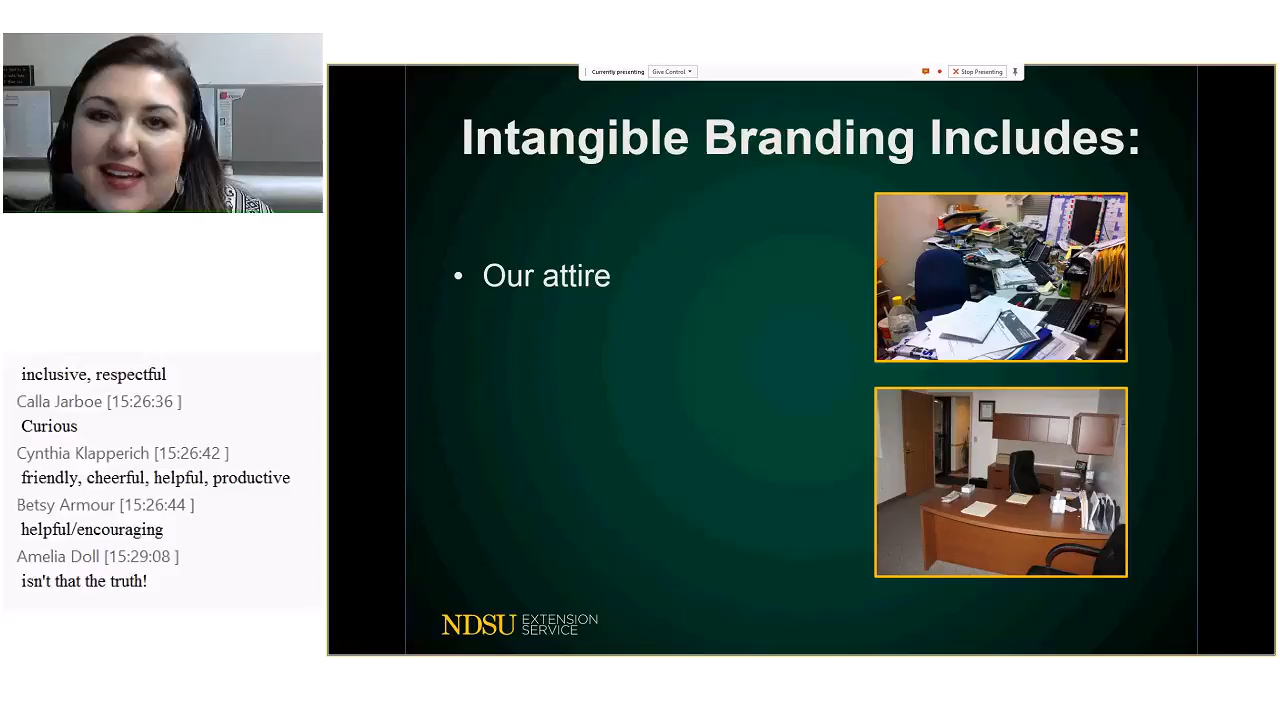 Currently presenting
Give Control
Stop Presenting
Intangible Branding Includes:
• Our attire
inclusive, respectful
Calla Jarboe [15:26:36 ]
Curious
Cynthia Klapperich [15:26:42 ]
friendly, cheerful, helpful, productive
Betsy Armour [15:26:44 ]
helpful/encouraging
Amelia Doll [15:29:08 ]
isn't that the truth!
NDSU EXTENSION
SERVICE